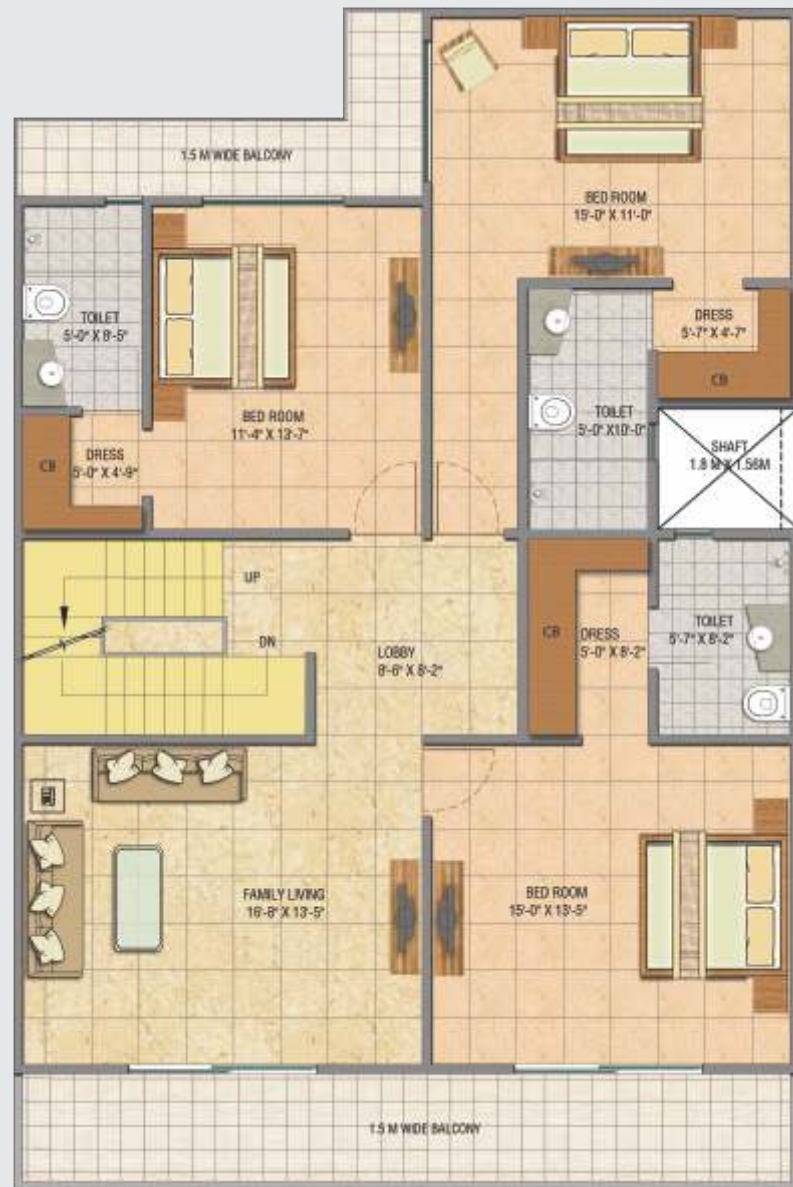 1.5 M WIDE BALCONY
BED ROOM
15'-0" X 11'-0"
TOILET
5'-0" X 8'-5"
DRESS
5'-7" X 4'-7"
CB
BED ROOM
11'-4" X 13'-7"
TOILET
5'-0" X10'-0"
SHAFT
1.8 M X 1.56M
CB
DRESS
5'-0" X 4'-9"
UP
DN
LOBBY
8'-6" X 8'-2"
CB
DRESS
5'-0" X 8'-2"
TOILET
5'-7" X 8'-2"
FAMILY LIVING
16'-8" X 13'-5"
BED ROOM
15'-0" X 13'-5"
1.5 M WIDE BALCONY